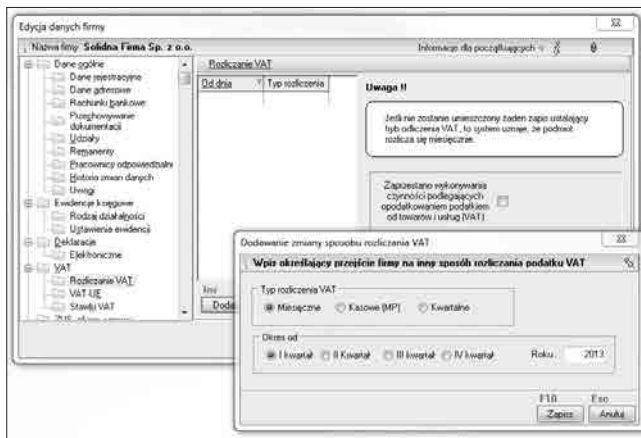 Edycja danych firmy
Nazwa firmy Solidna Firma Sp. z o.o.
Informacje dla początkujących
Dane ogólne
Dane rejestracyjne
Dane adresowe
Rachunki bankowe
Przechowywanie
dokumentacji
Udziały
Remanenty
Pracownicy odpowiedzialni
Historia zmian danych
Uwagi
Ewidencje księgowe
Rodzaj działalności
Ustawienia ewidencji
Deklaracje
Elektroniczne
VAT
Rozliczanie VAT
VAT-UE
Stawki VAT
Rozliczanie VAT
Od dnia
Typ rozliczenia
Uwaga !!
Jeśli nie zostanie umieszczony żaden zapis ustalający
typ odliczenia VAT, to system uznaje, że podmiot
rozlicza się miesięcznie.
Zaprzestano wykonywania
czynności podlegających
opodatkowaniu podatkiem
od towarów i usług (VAT)
Ins
Doda
Dodawanie zmiany sposobu rozliczania VAT
Wpis określający przejście firmy na inny sposób rozliczania podatku VAT
Typ rozliczenia VAT
Miesięczne
Kasowe (MP)
Kwartalne
Okres od
I kwartał
II Kwartał
III kwartał
IV kwartał
Roku
2013
F10
Esc
Zapisz
Anuluj